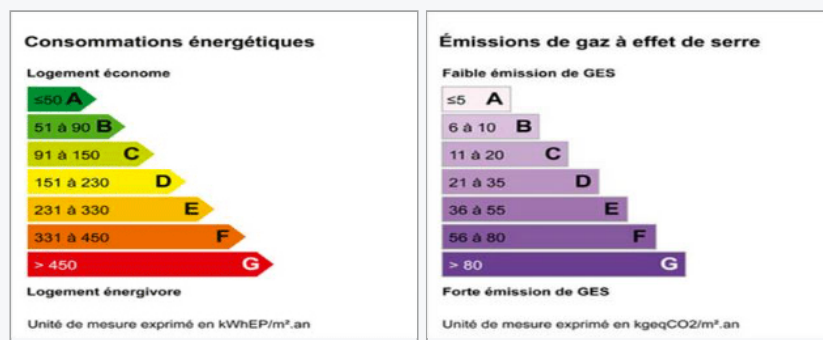 Consommations énergétiques
Logement économe
≤50 A
51 à 90 B
91 à 150 C
151 à 230 D
231 à 330 E
331 à 450 F
> 450 G
Logement énergivore
Unité de mesure exprimé en kWhEP/m².an
Émissions de gaz à effet de serre
Faible émission de GES
≤5 A
6 à 10 B
11 à 20 C
21 à 35 D
36 à 55 E
56 à 80 F
> 80 G
Forte émission de GES
Unité de mesure exprimé en kgeqCO2/m².an